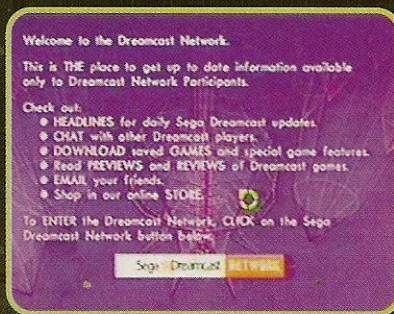 Welcome to the Dreamcast Network.
This is THE place to get up to date information available
only to Dreamcast Network Participants.
Check out:
● HEADLINES for daily Sega Dreamcast updates.
● CHAT with other Dreamcast players.
● DOWNLOAD saved GAMES and special game features.
● Read PREVIEWS and REVIEWS of Dreamcast games.
● EMAIL your friends.
● Shop in our online STORE.
To ENTER the Dreamcast Network, CLICK on the Sega
Dreamcast Network button below.
Sega Dreamcast NETWORK